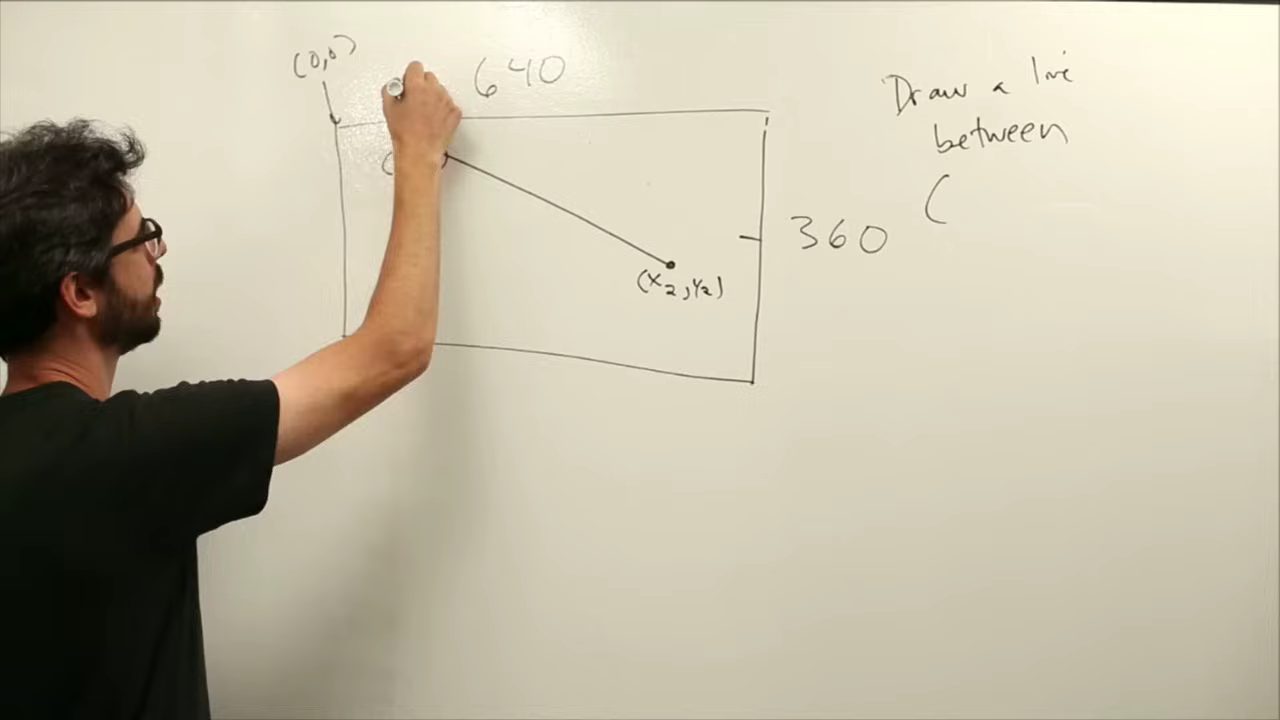 (0,0)
640
(x₂,y₂)
360
Draw a line
between
(